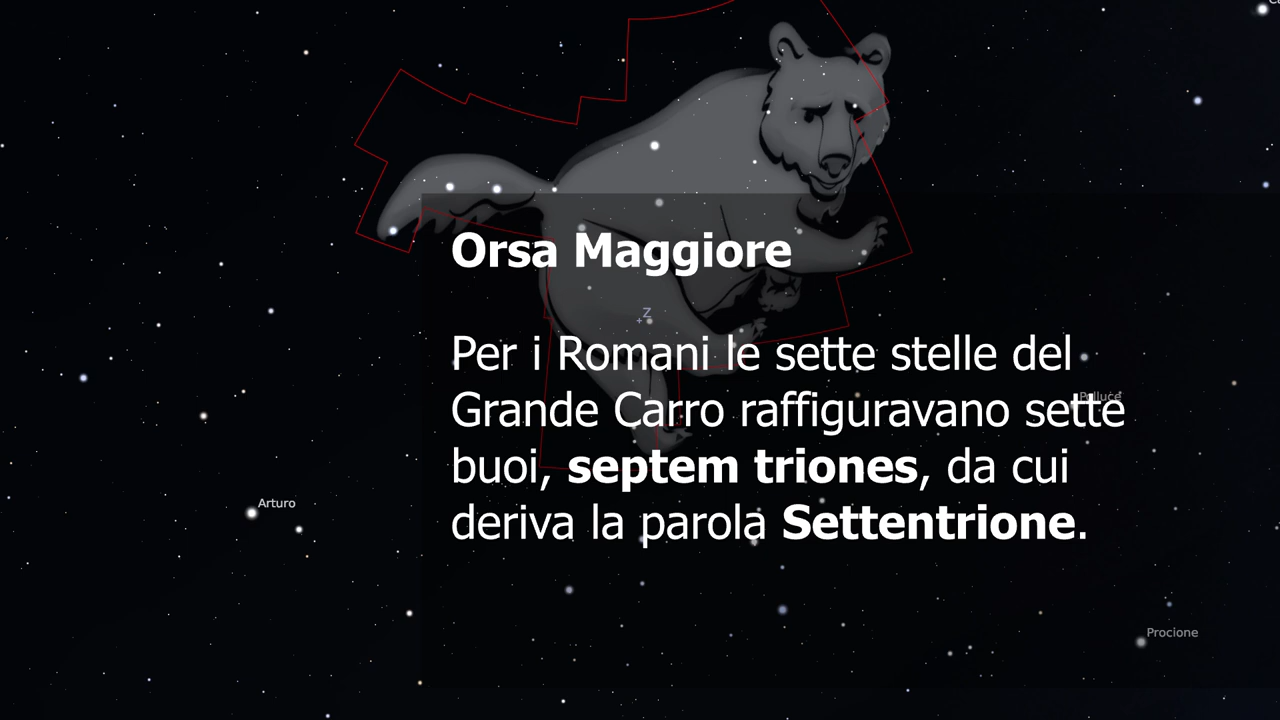 Orsa Maggiore
Z
Per i Romani le sette stelle del
Grande Carro raffiguravano sette
Polluce
buoi, septem triones, da cui
deriva la parola Settentrione.
Arturo
Procione